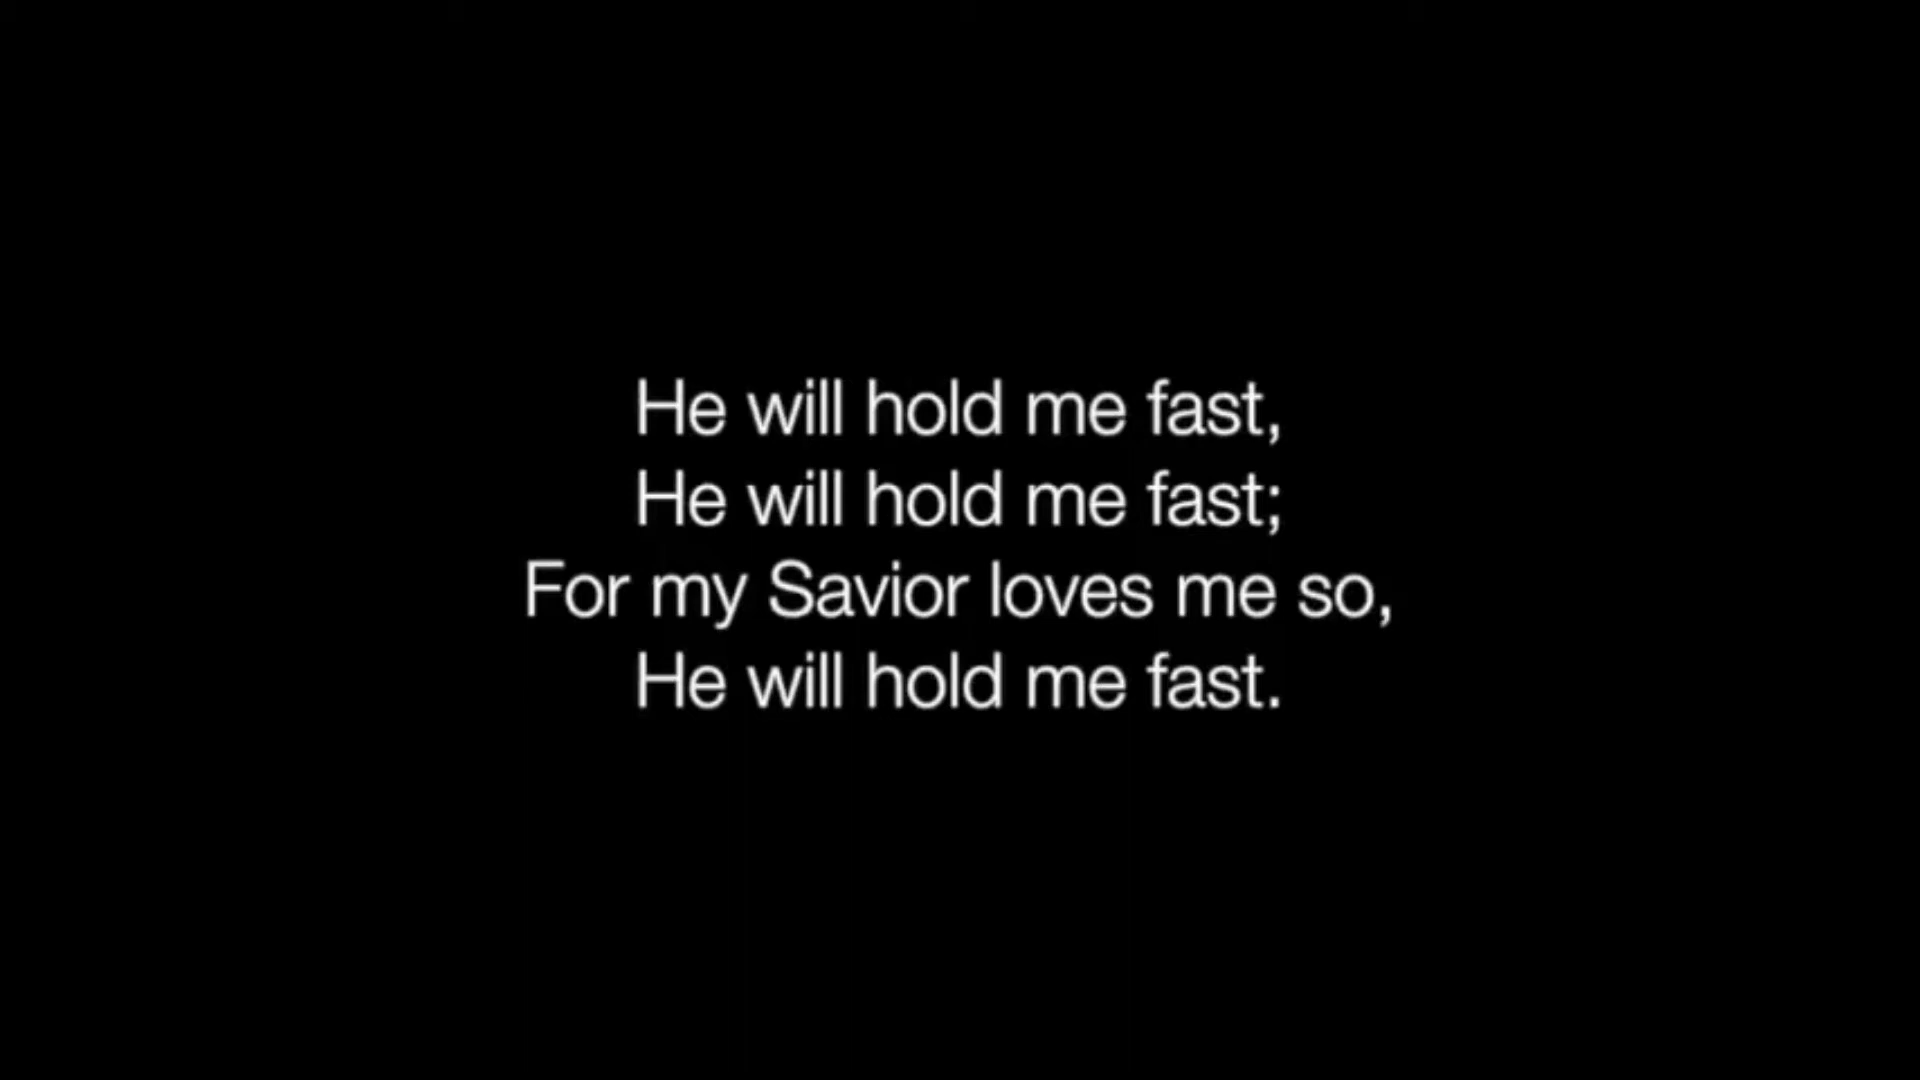 He will hold me fast,
He will hold me fast;
For my Savior loves me so,
He will hold me fast.